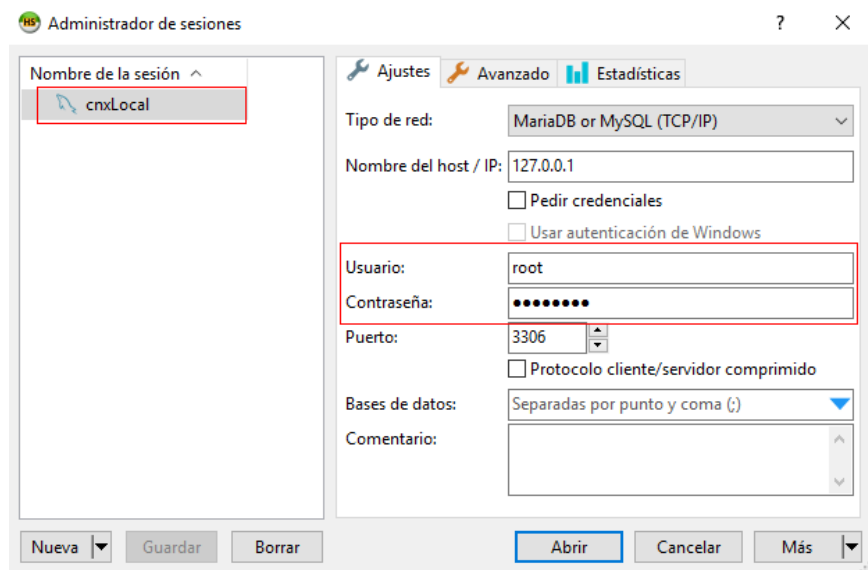 HS
Administrador de sesiones
?
Nombre de la sesión
cnxLocal
Ajustes
Avanzado
Estadísticas
Tipo de red: MariaDB or MySQL (TCP/IP)
Nombre del host / IP: 127.0.0.1
Pedir credenciales
Usar autenticación de Windows
Usuario: root
Contraseña: ●●●●●●●●
Puerto: 3306
Protocolo cliente/servidor comprimido
Bases de datos: Separadas por punto y coma (;)
Comentario:
Nueva
Guardar
Borrar
Abrir
Cancelar
Más